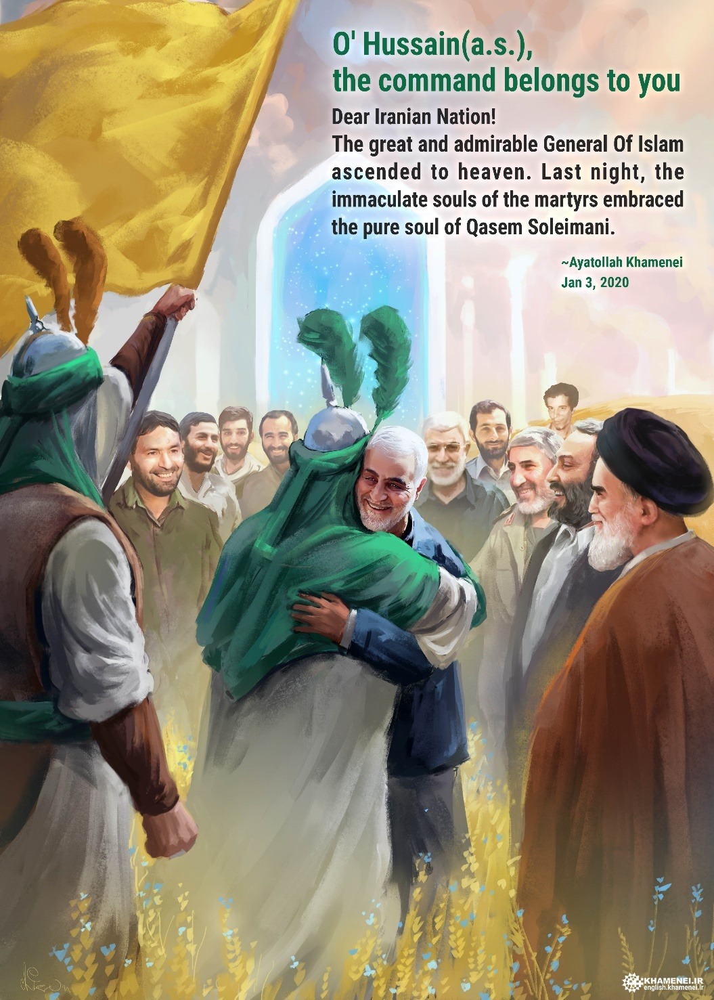 O' Hussain(a.s.),
the command belongs to you
Dear Iranian Nation!
The great and admirable General Of Islam
ascended to heaven. Last night, the
immaculate souls of the martyrs embraced
the pure soul of Qasem Soleimani.
~Ayatollah Khamenei
Jan 3, 2020
KHAMENEI.IR
english.khamenei.ir